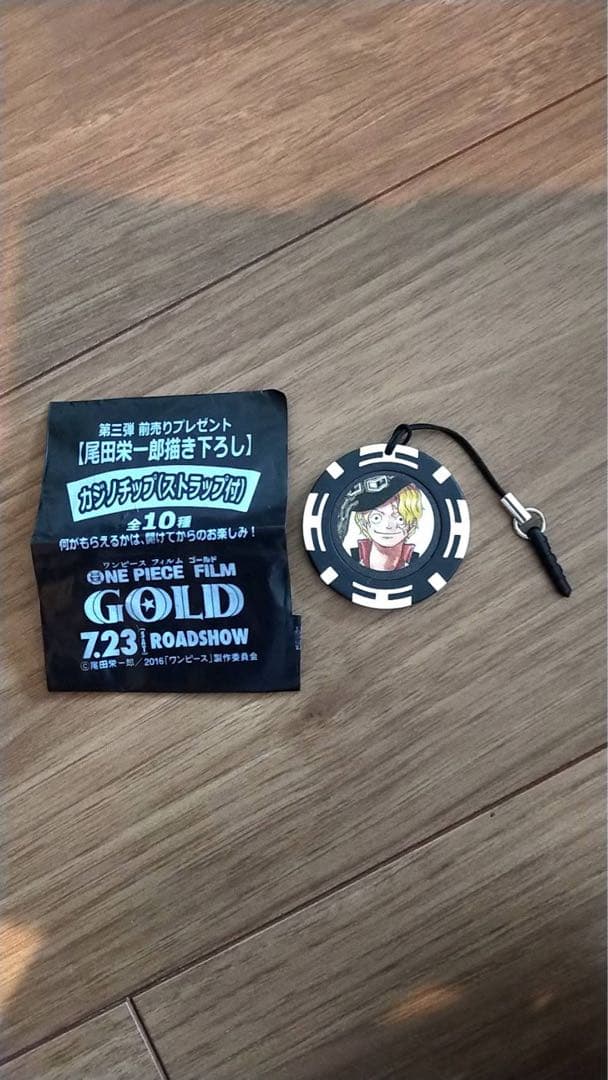 第三弾 前売りプレゼント
【尾田栄一郎描き下ろし】
カジノチップ(ストラップ付)
全10種
何がもらえるかは、開けてからのお楽しみ!
ワンピース フィルム ゴールド
ONE PIECE FILM
GOLD
7.23 ROADSHOW
©尾田栄一郎/2016「ワンピース」製作委員会